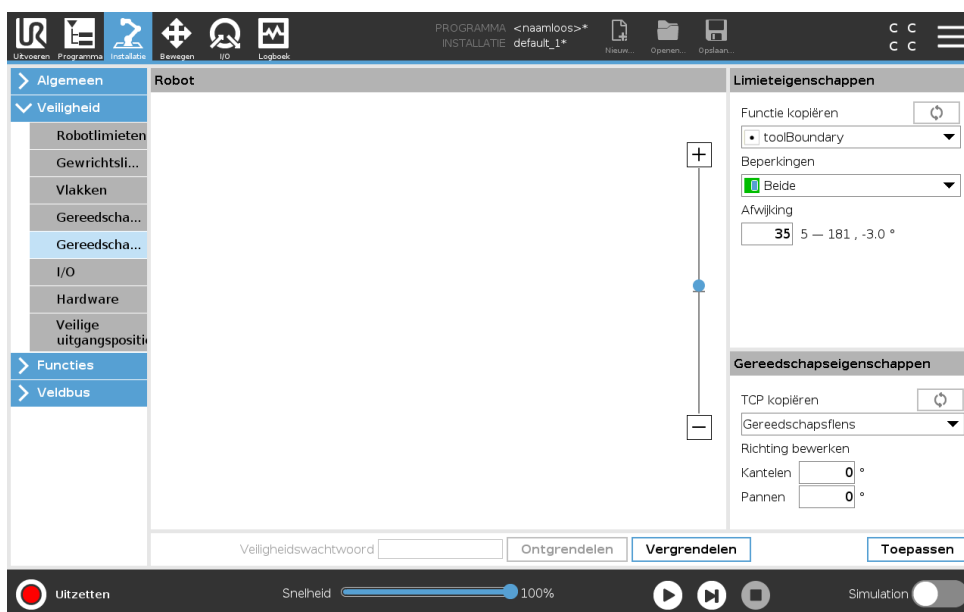 PROGRAMMA <naamloos>*
INSTALLATIE default_1*
Nieuw...
Openen...
Opslaan...
C C
C C
Uitvoeren
Programma
Installatie
Bewegen
I/O
Logboek
Algemeen
Veiligheid
Robotlimieten
Gewrichtsli...
Vlakken
Gereedscha...
Gereedscha...
I/O
Hardware
Veilige
uitgangspositi
Functies
Veldbus
Robot
Limieteigenschappen
Functie kopiëren
toolBoundary
Beperkingen
Beide
Afwijking
35 5 — 181 , -3.0 °
Gereedschapseigenschappen
TCP kopiëren
Gereedschapsflens
Richting bewerken
Kantelen 0 °
Pannen 0 °
Veiligheidswachtwoord
Ontgrendelen
Vergrendelen
Toepassen
Uitzetten
Snelheid
100%
Simulation